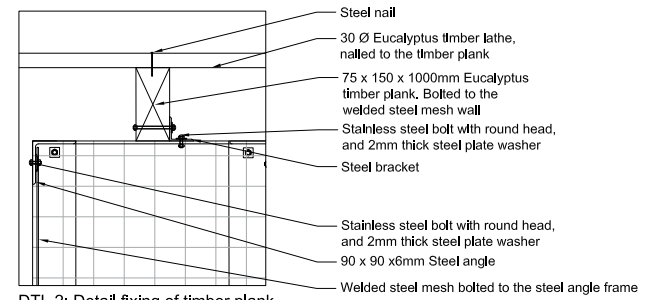 Steel nail
30 Ø Eucalyptus timber lathe,
nalled to the timber plank
75 x 150 x 1000mm Eucalyptus
timber plank. Bolted to the
welded steel mesh wall
Stainless steel bolt with round head,
and 2mm thick steel plate washer
Steel bracket
Stainless steel bolt with round head,
and 2mm thick steel plate washer
90 x 90 x6mm Steel angle
Welded steel mesh bolted to the steel angle frame
DTL 2: Detail fixing of timber plank